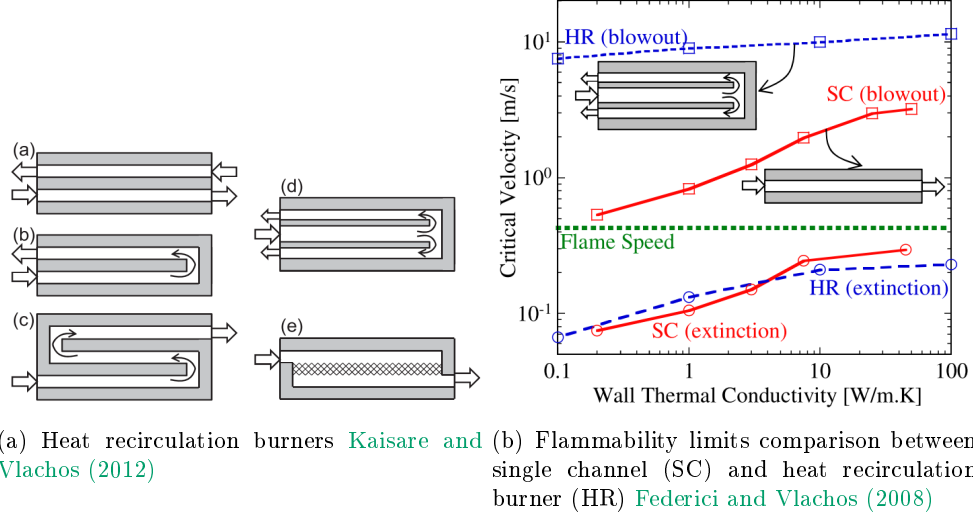 (a)
(b)
(c)
(d)
(e)
10¹
10⁰
10⁻¹
Critical Velocity [m/s]
HR (blowout)
SC (blowout)
Flame Speed
HR (extinction)
SC (extinction)
0.1 1 10 100
Wall Thermal Conductivity [W/m.K]
(a) Heat recirculation burners Kaisare and
Vlachos (2012)
(b) Flammability limits comparison between
single channel (SC) and heat recirculation
burner (HR) Federici and Vlachos (2008)